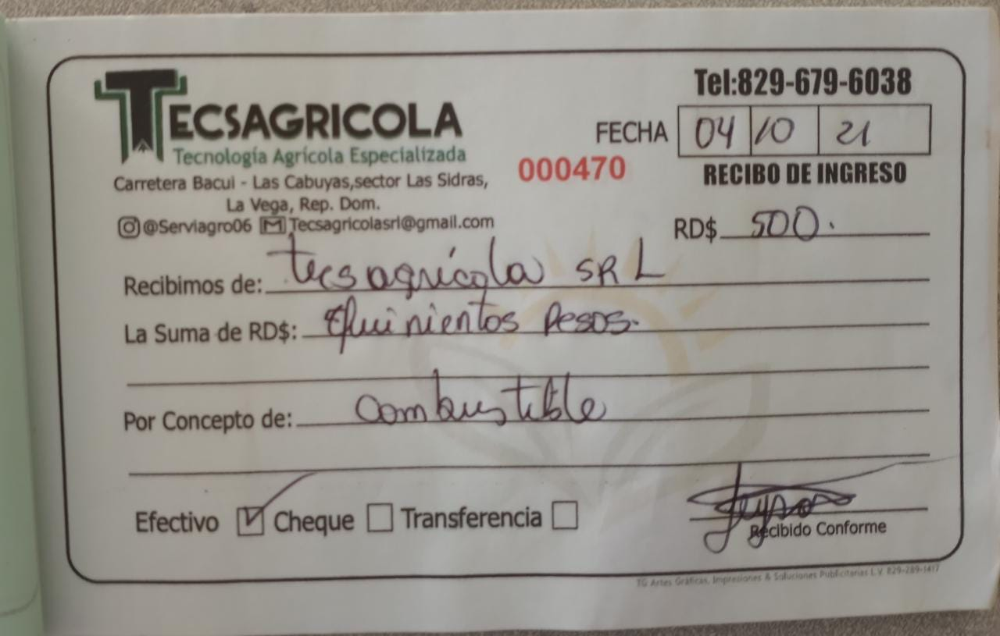 TECSAGRICOLA
Tecnología Agrícola Especializada
Carretera Bacui - Las Cabuyas,sector Las Sidras,
La Vega, Rep. Dom.
@Serviagro06 Tecsagricolasrl@gmail.com
Tel:829-679-6038
FECHA 04 10 21
000470
RECIBO DE INGRESO
RD$ 500.
Recibimos de: tecsagrícola SRL
La Suma de RD$: Quinientos Pesos.
Por Concepto de: Combustible
Efectivo Cheque Transferencia
Recibido Conforme
TG Artes Gráficas, Impresiones & Soluciones Publicitarias L.V. 829-289-1417